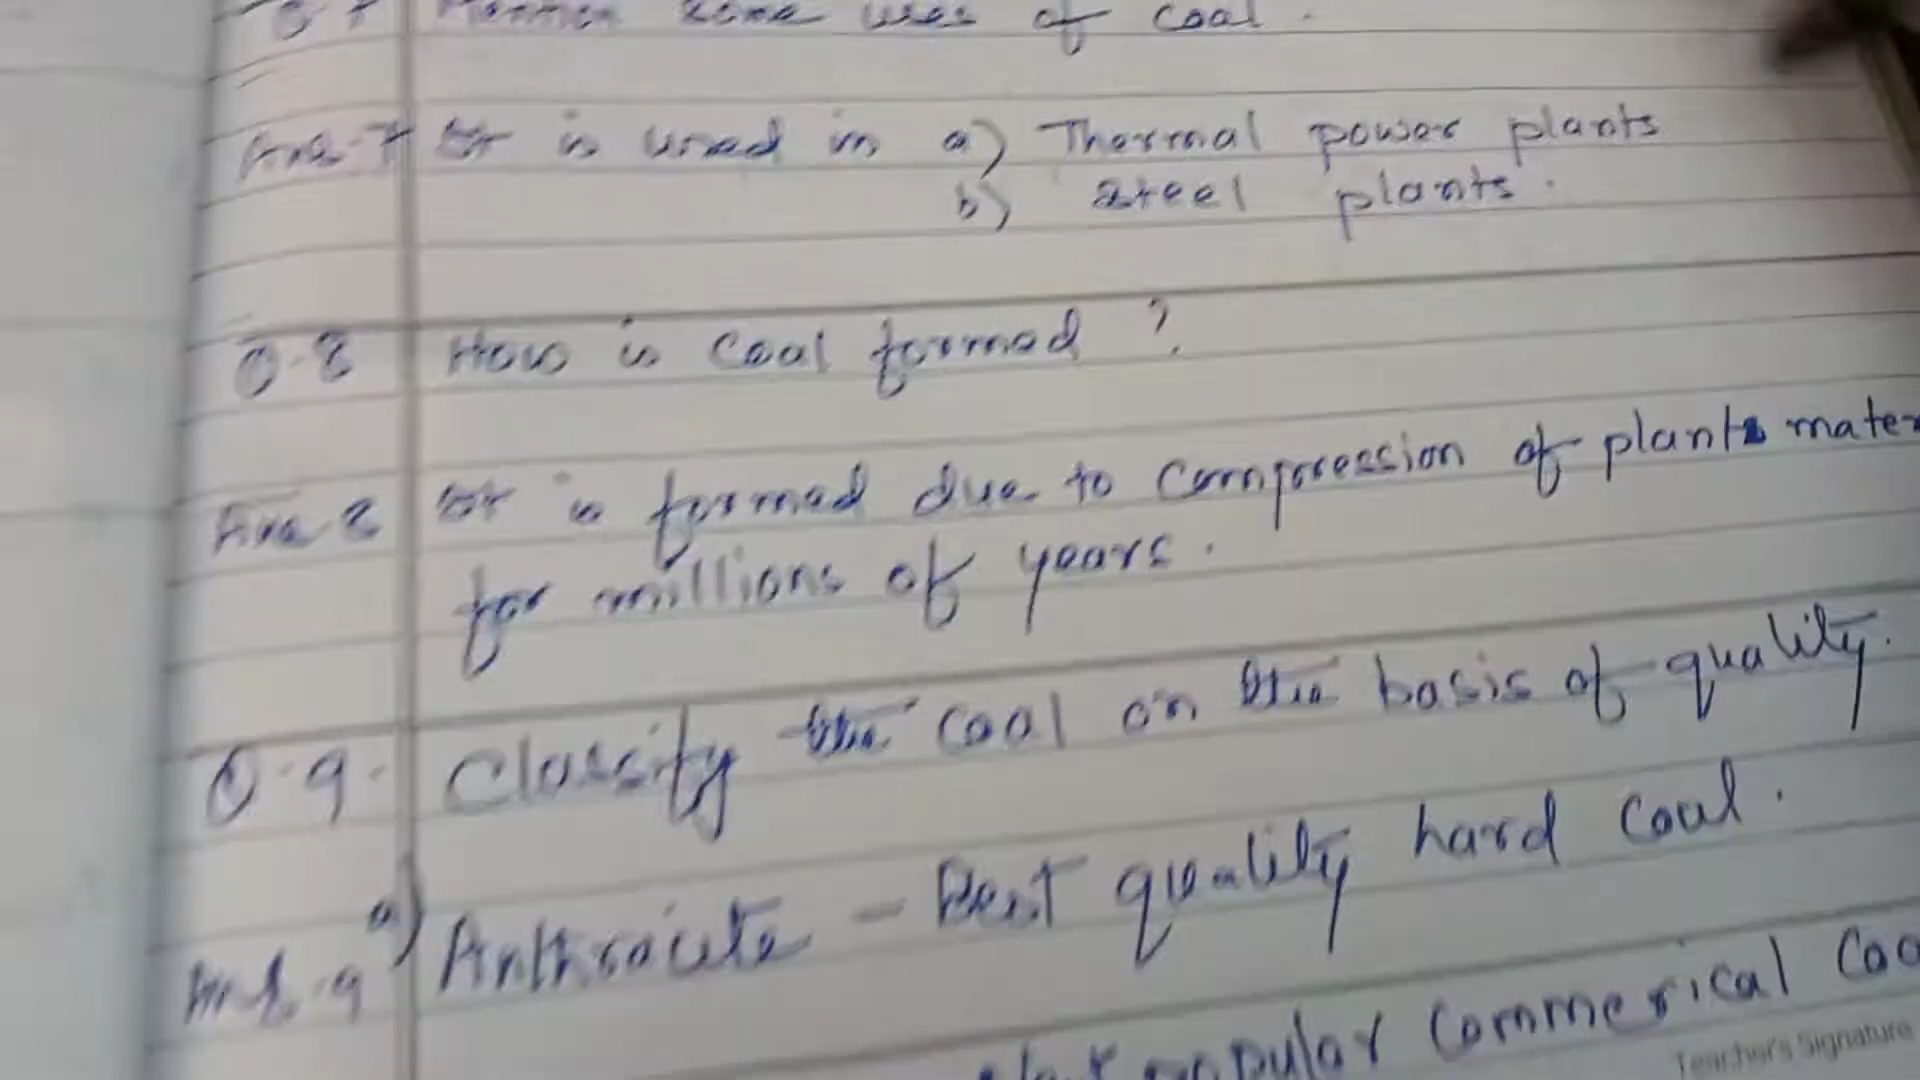 uses of coal.
Ans-7 It is used in a) Thermal power plants
b) steel plants.
Q-8 How is coal formed ?
Ans 8 It is formed due to compression of plants mater
for millions of years.
Q-9. Classify the coal on the basis of quality.
Ans-9 a) Anthracite - Best quality hard coal.
popular commerical Coa
Teacher's Signature